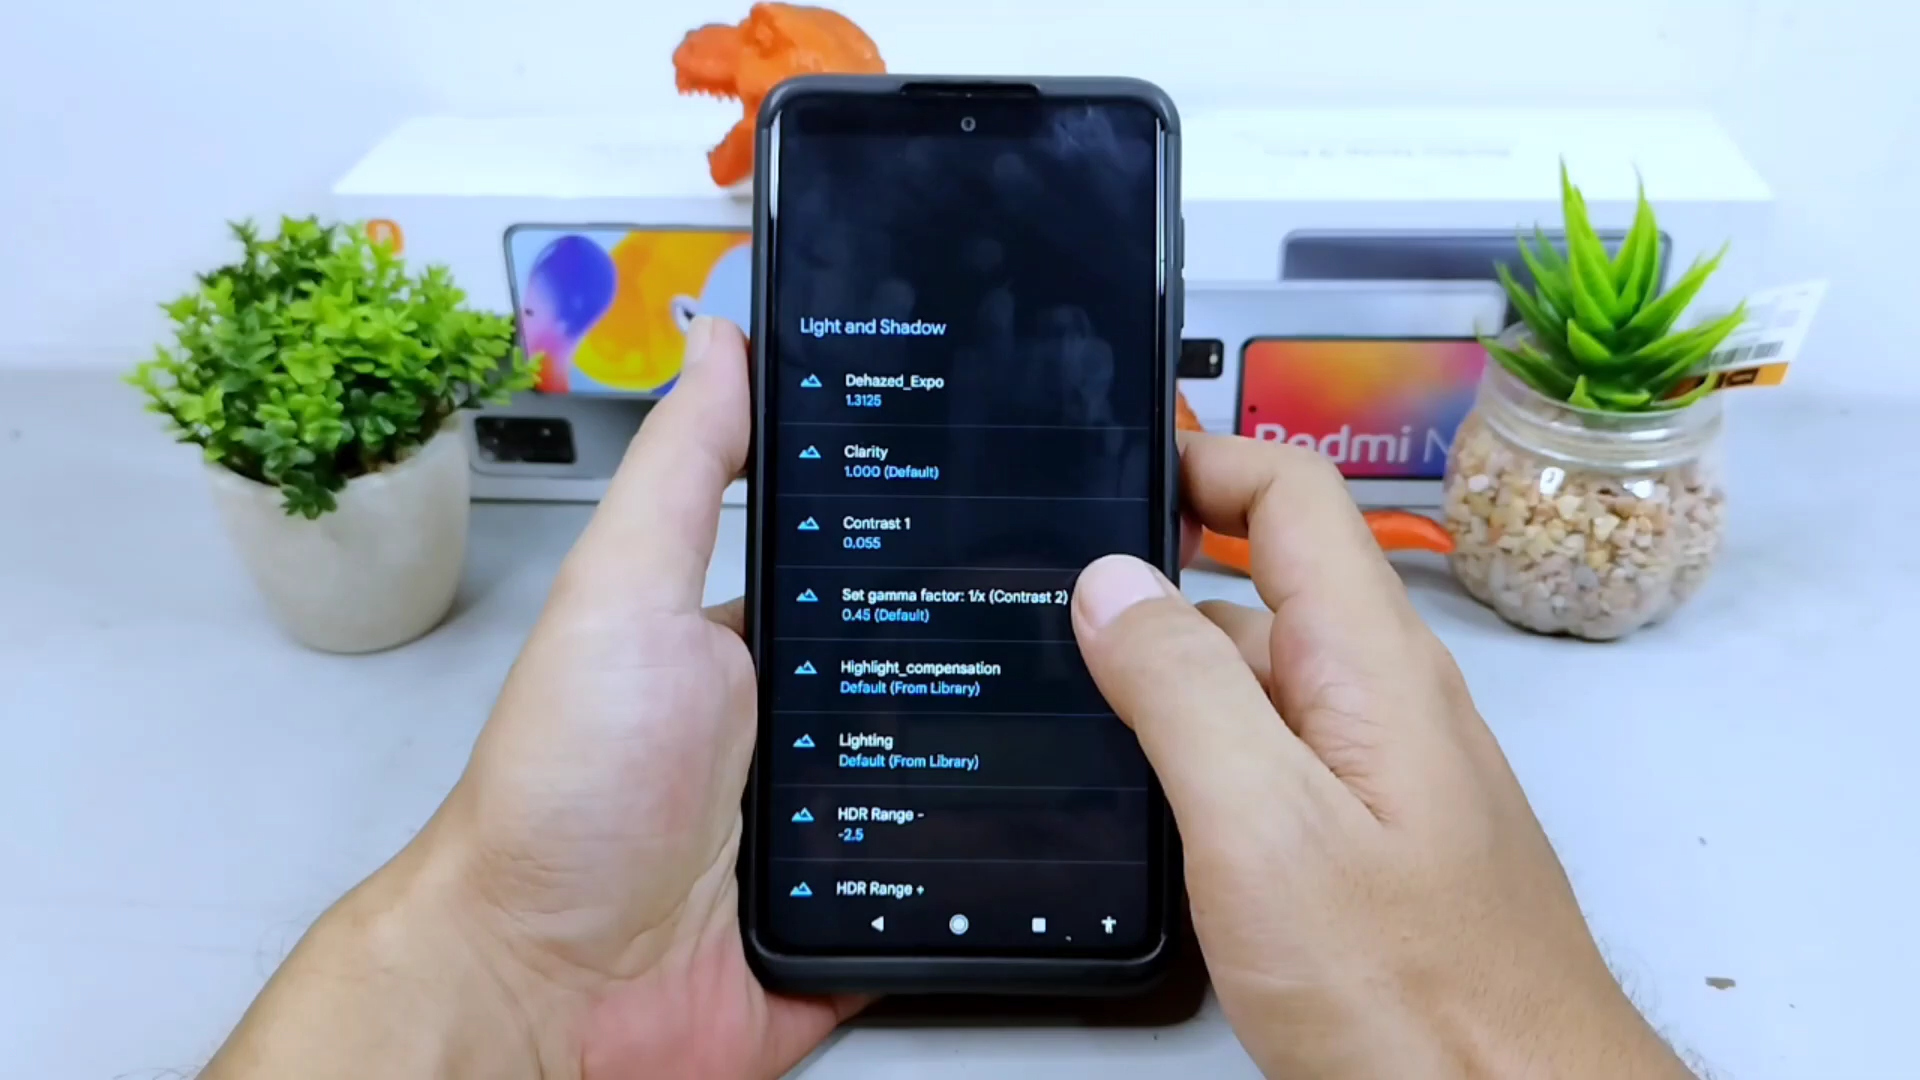 Light and Shadow
Dehazed_Expo
1.3125
Clarity
1.000 (Default)
Contrast 1
0.055
Set gamma factor: 1/x (Contrast 2)
0.45 (Default)
Highlight_compensation
Default (From Library)
Lighting
Default (From Library)
HDR Range -
-2.5
HDR Range +
Redmi N